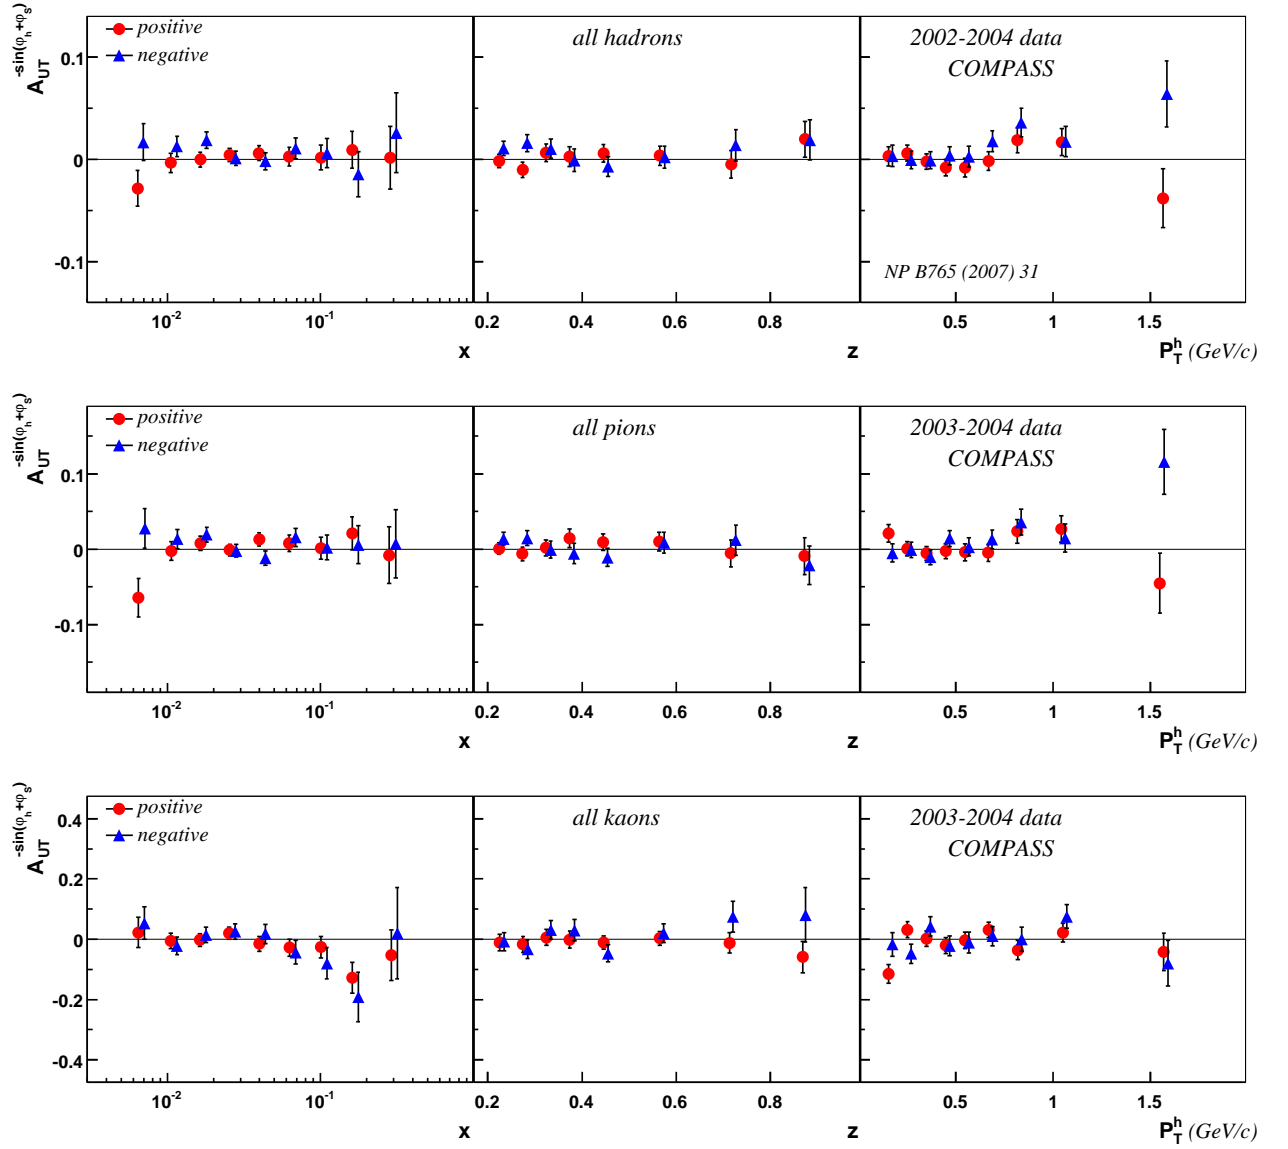 A_UT^-sin(φ_h+φ_S)
positive
negative
all hadrons
2002-2004 data
COMPASS
NP B765 (2007) 31
0.1
0
-0.1
10^-2 10^-1 0.2 0.4 0.6 0.8 0.5 1 1.5
x z P_T^h (GeV/c)
A_UT^-sin(φ_h+φ_S)
positive
negative
all pions
2003-2004 data
COMPASS
0.1
0
-0.1
10^-2 10^-1 0.2 0.4 0.6 0.8 0.5 1 1.5
x z P_T^h (GeV/c)
A_UT^-sin(φ_h+φ_S)
positive
negative
all kaons
2003-2004 data
COMPASS
0.4
0.2
0
-0.2
-0.4
10^-2 10^-1 0.2 0.4 0.6 0.8 0.5 1 1.5
x z P_T^h (GeV/c)